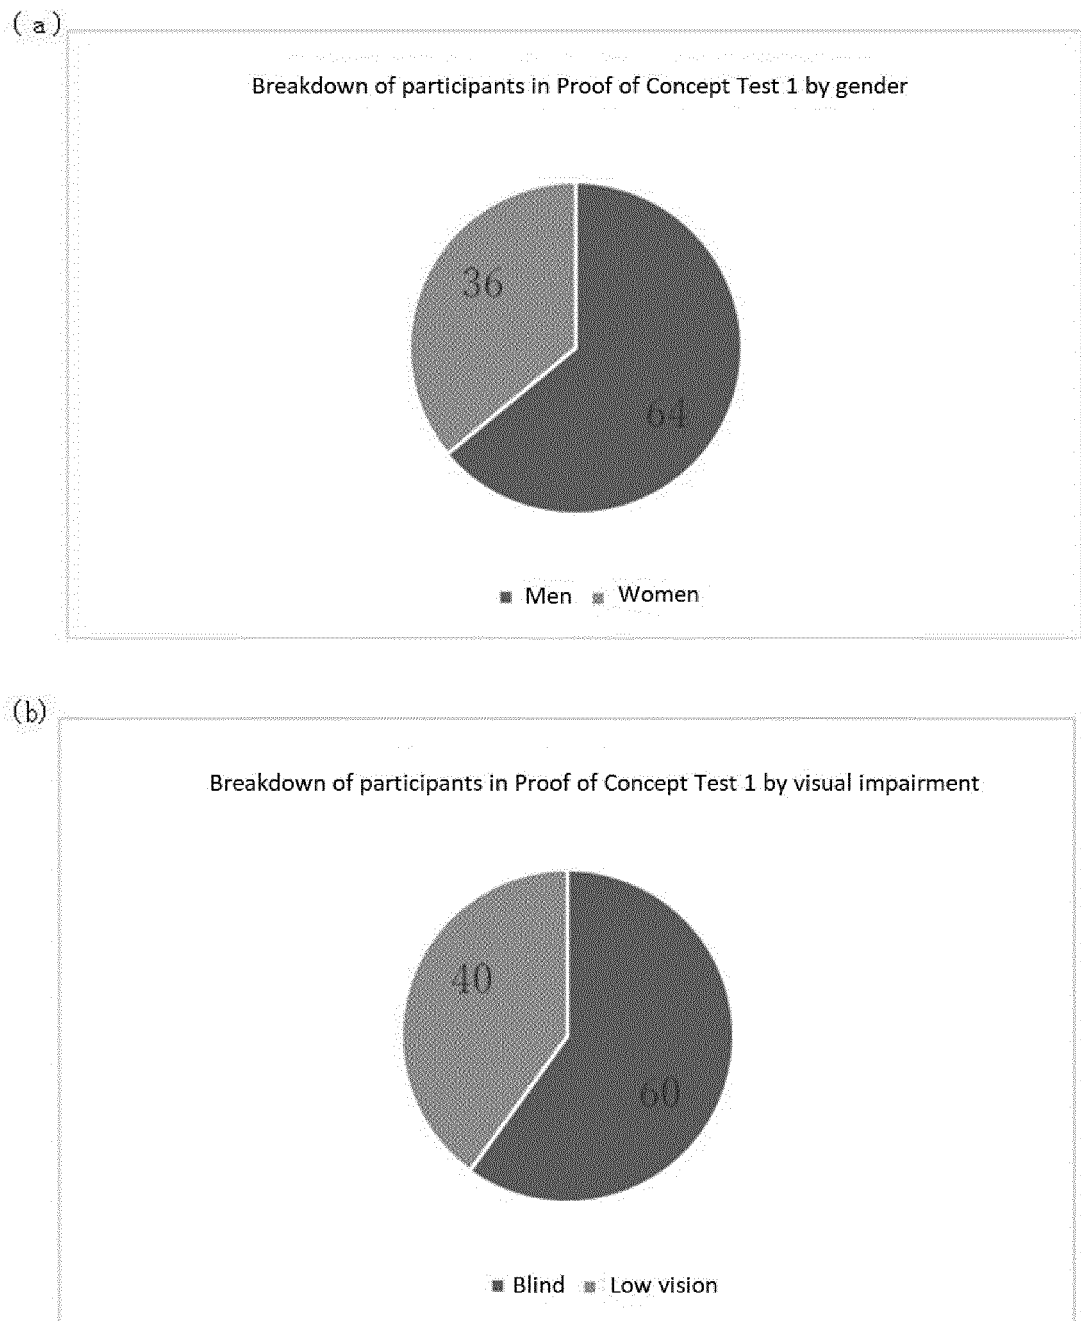 (a)
Breakdown of participants in Proof of Concept Test 1 by gender
36
64
Men Women
(b)
Breakdown of participants in Proof of Concept Test 1 by visual impairment
40
60
Blind Low vision